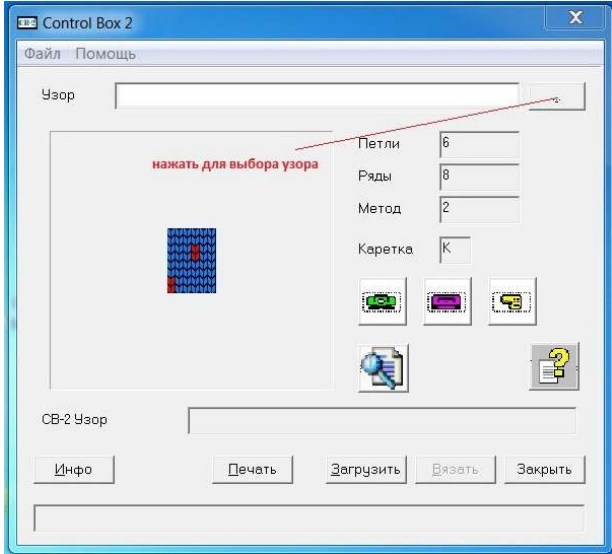 Control Box 2
Файл Помощь
Узор
нажать для выбора узора
Петли 6
Ряды 8
Метод 2
Каретка K
СВ-2 Узор
Инфо Печать Загрузить Вязать Закрыть